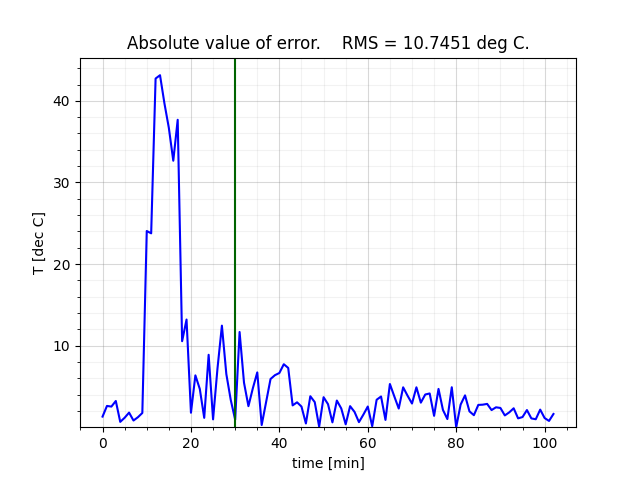 Absolute value of error.    RMS = 10.7451 deg C.
T [dec C]
40
30
20
10
0 20 40 60 80 100
time [min]